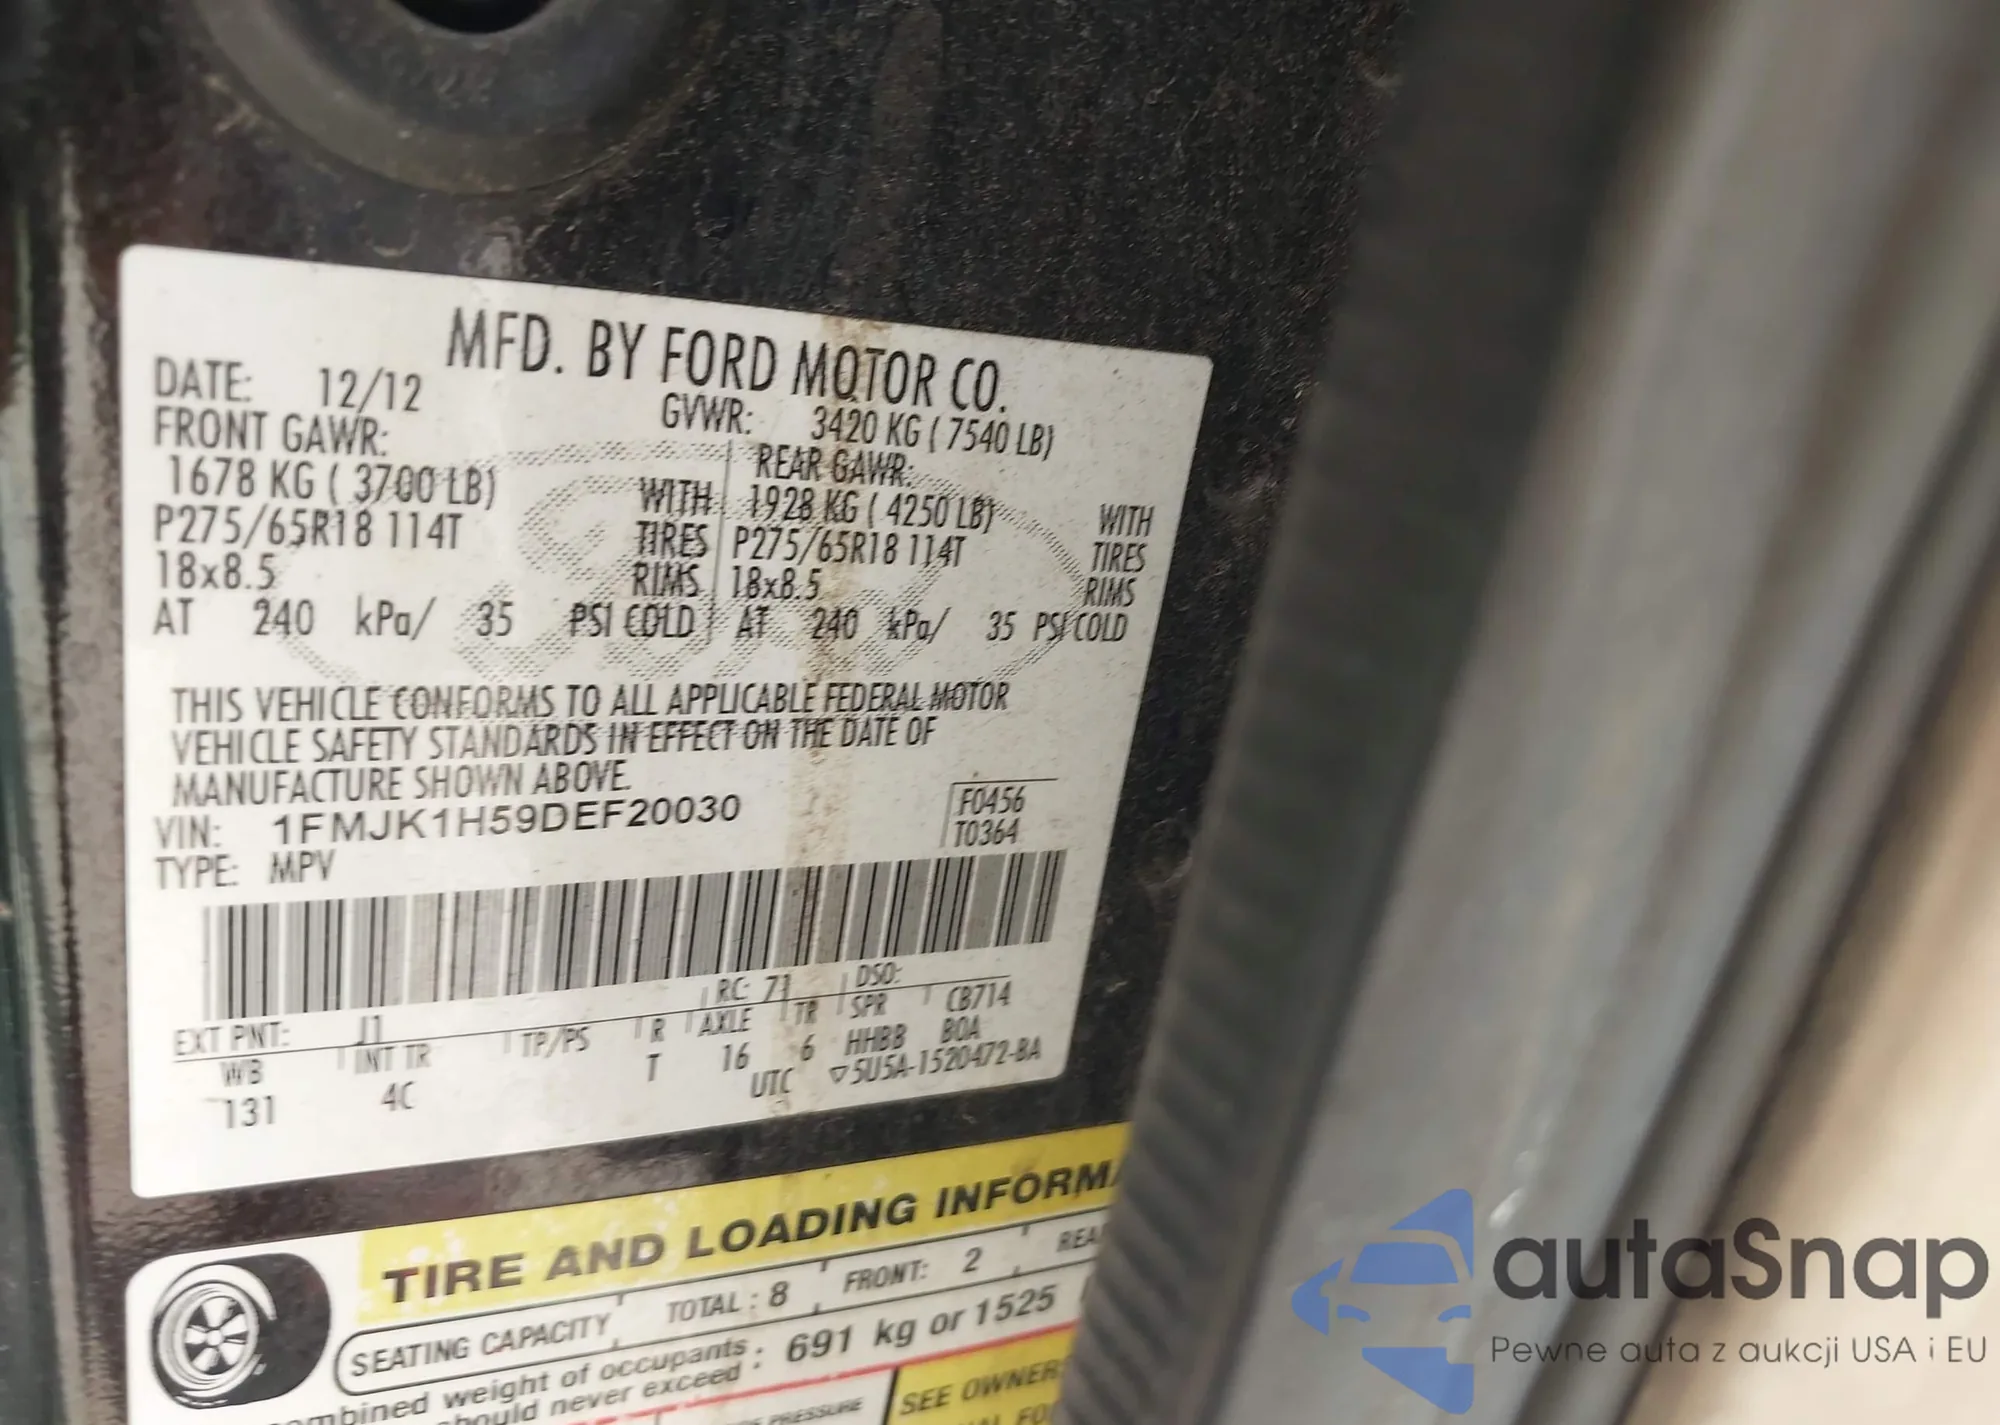 MFD. BY FORD MOTOR CO.
DATE: 12/12 GVWR: 3420 KG ( 7540 LB)
FRONT GAWR: REAR GAWR:
1678 KG ( 3700 LB) WITH 1928 KG ( 4250 LB) WITH
P275/65R18 114T TIRES P275/65R18 114T TIRES
18x8.5 RIMS 18x8.5 RIMS
AT 240 kPa/ 35 PSI COLD AT 240 kPa/ 35 PSI COLD
THIS VEHICLE CONFORMS TO ALL APPLICABLE FEDERAL MOTOR
VEHICLE SAFETY STANDARDS IN EFFECT ON THE DATE OF
MANUFACTURE SHOWN ABOVE.
VIN: 1FMJK1H59DEF20030 F0456
TYPE: MPV T0364
EXT PNT: J1 RC: 71 DSO:
WB INT TR TP/PS R AXLE TR SPR CB714
131 4C T 16 6 HHBB BOA
UTC ▽5U5A-1520472-BA
TIRE AND LOADING INFORMA
SEATING CAPACITY TOTAL : 8 FRONT: 2 REA
mbined weight of occupants : 691 kg or 1525
hould never exceed
PRESSURE
SEE OWNER
autaSnap
Pewne auta z aukcji USA i EU